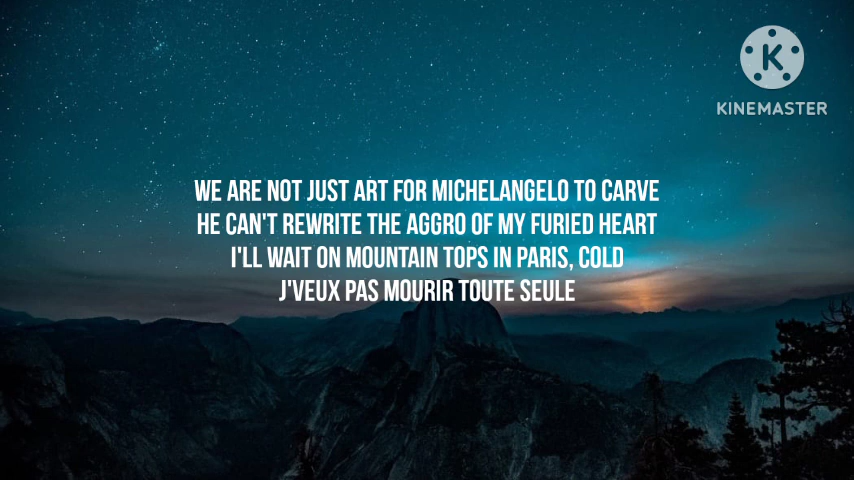 KINEMASTER
WE ARE NOT JUST ART FOR MICHELANGELO TO CARVE
HE CAN'T REWRITE THE AGGRO OF MY FURIED HEART
I'LL WAIT ON MOUNTAIN TOPS IN PARIS, COLD
J'VEUX PAS MOURIR TOUTE SEULE